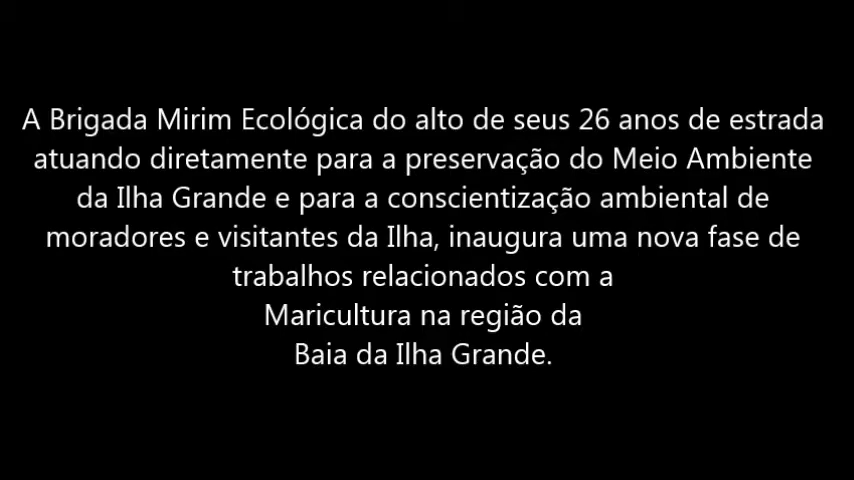 A Brigada Mirim Ecológica do alto de seus 26 anos de estrada
atuando diretamente para a preservação do Meio Ambiente
da Ilha Grande e para a conscientização ambiental de
moradores e visitantes da Ilha, inaugura uma nova fase de
trabalhos relacionados com a
Maricultura na região da
Baia da Ilha Grande.